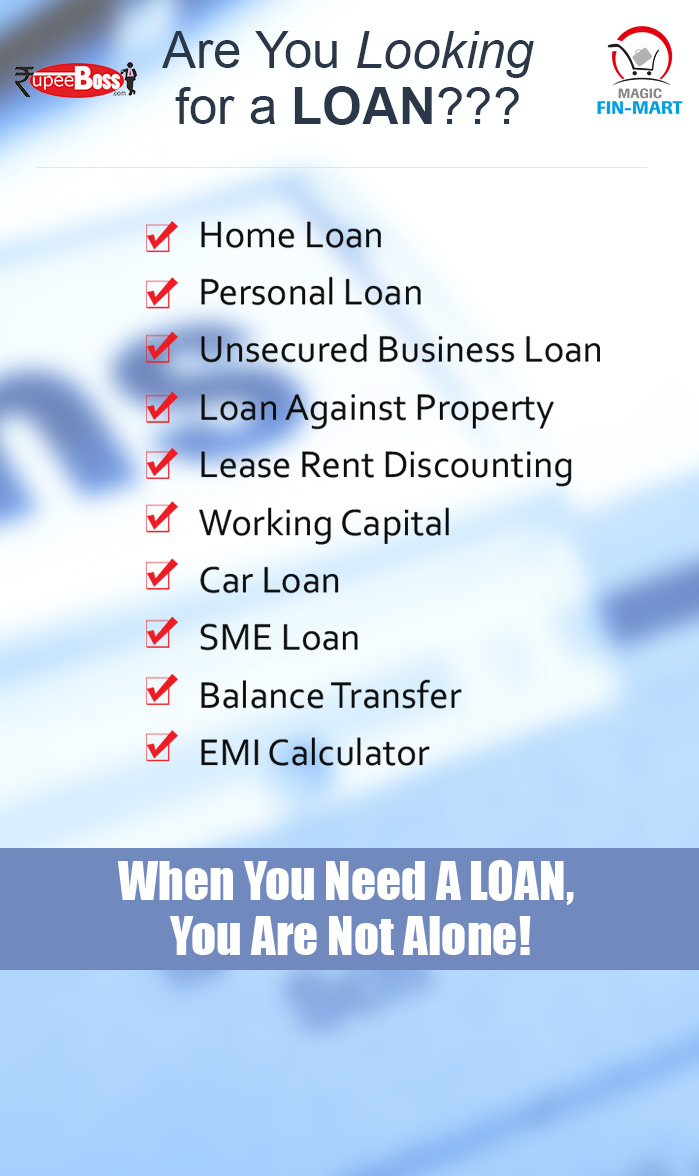 ₹upeeBoss
.com
Are You Looking
for a LOAN???
MAGIC
FIN-MART
Home Loan
Personal Loan
Unsecured Business Loan
Loan Against Property
Lease Rent Discounting
Working Capital
Car Loan
SME Loan
Balance Transfer
EMI Calculator
When You Need A LOAN,
You Are Not Alone!